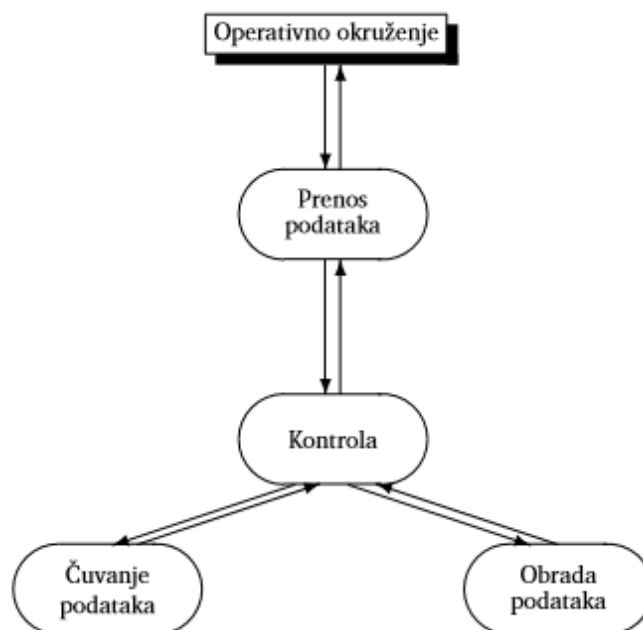 Operativno okruženje
Prenos
podataka
Kontrola
Čuvanje
podataka
Obrada
podataka